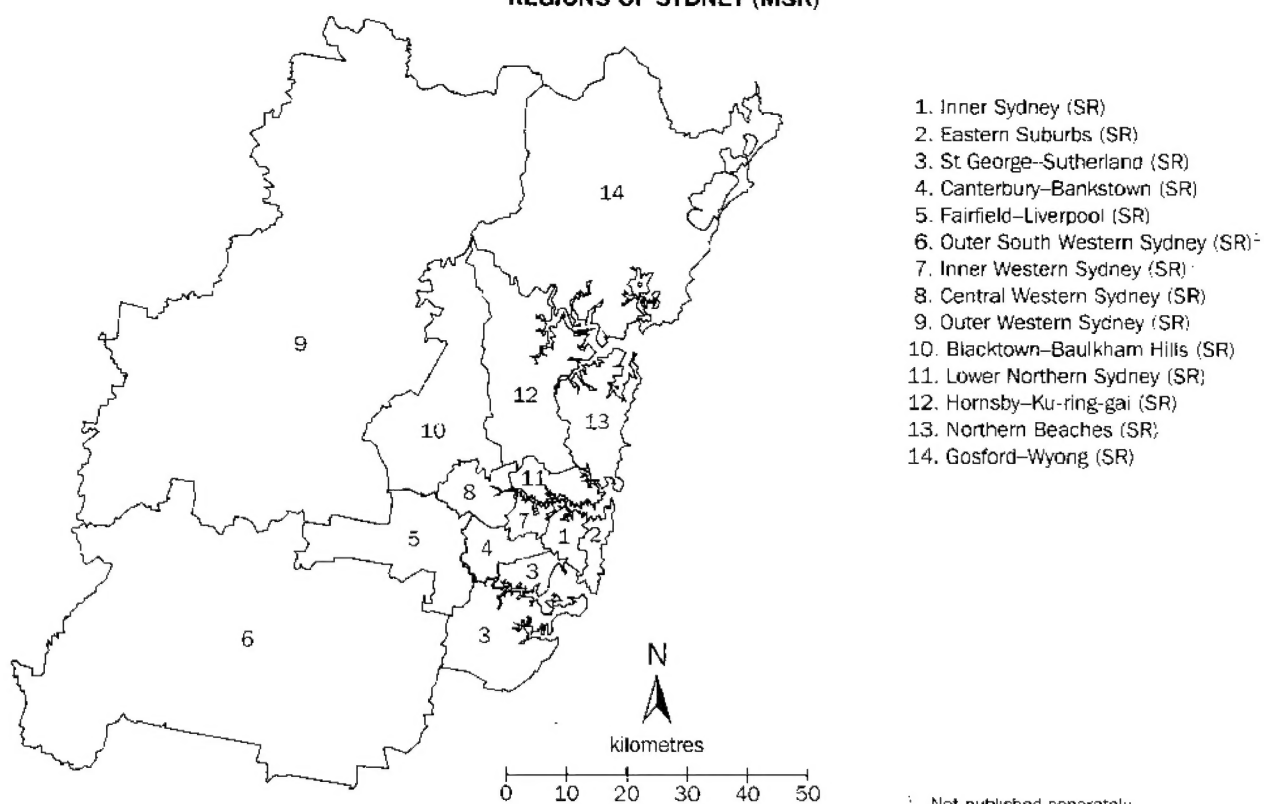 REGIONS OF SYDNEY (MSR)
1. Inner Sydney (SR)
2. Eastern Suburbs (SR)
3. St George–Sutherland (SR)
4. Canterbury–Bankstown (SR)
5. Fairfield–Liverpool (SR)
6. Outer South Western Sydney (SR)¹
7. Inner Western Sydney (SR)
8. Central Western Sydney (SR)
9. Outer Western Sydney (SR)
10. Blacktown–Baulkham Hills (SR)
11. Lower Northern Sydney (SR)
12. Hornsby–Ku-ring-gai (SR)
13. Northern Beaches (SR)
14. Gosford–Wyong (SR)
14
9
12
13
10
11
8
7
5
1
2
4
3
6
3
N
kilometres
0 10 20 30 40 50
Not published separately